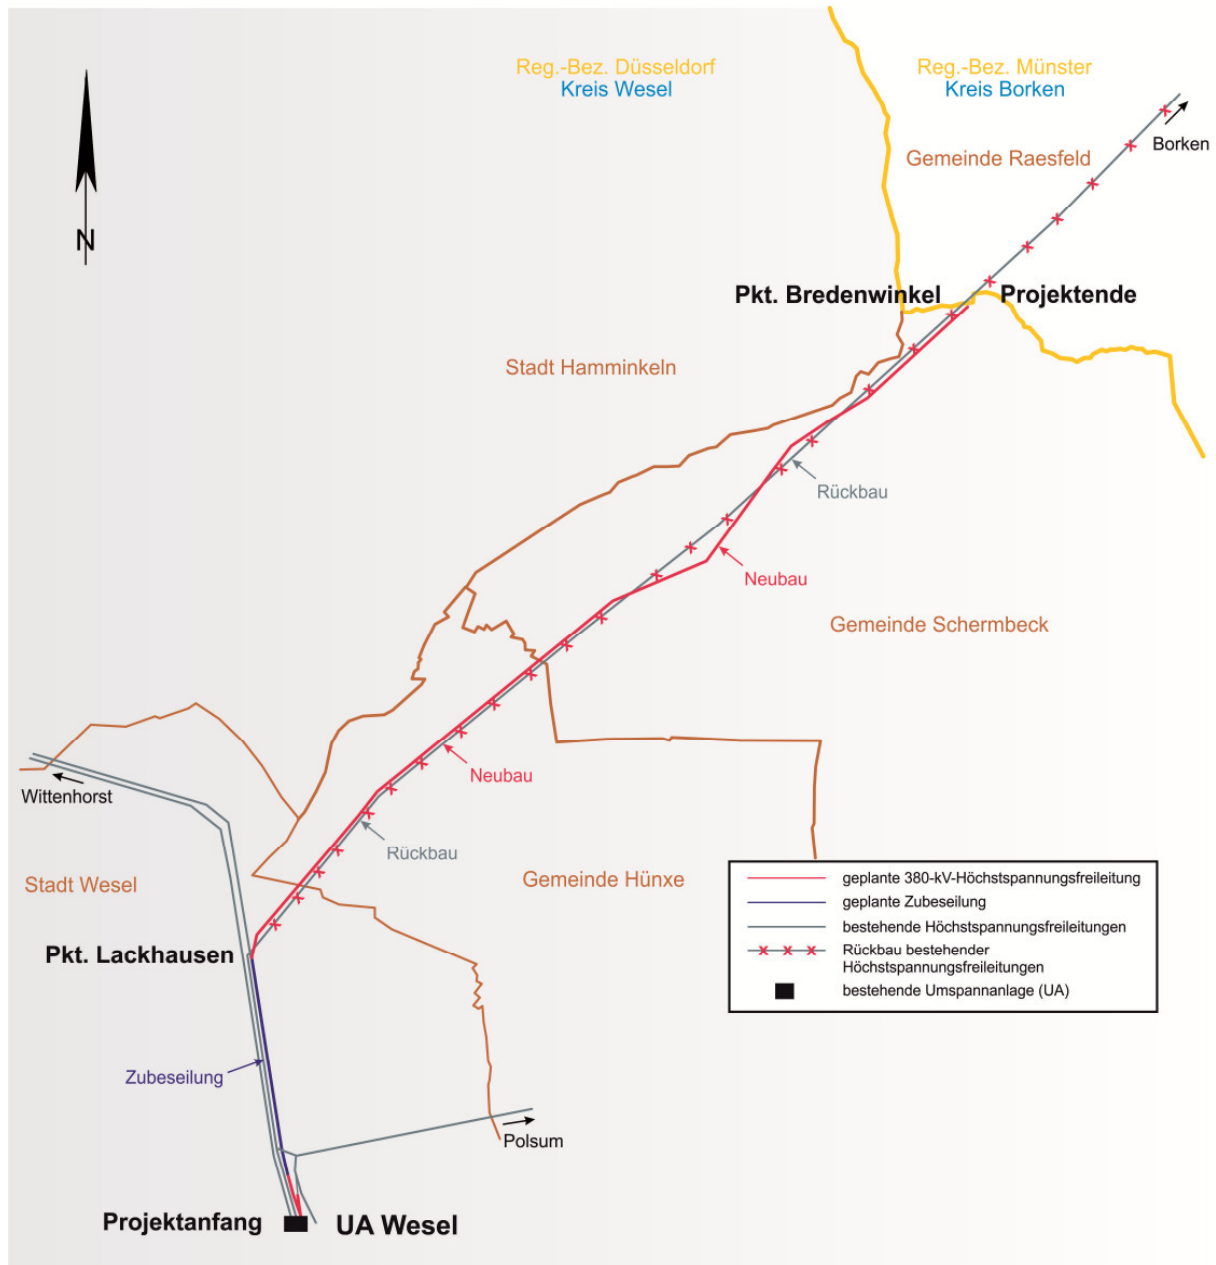 Reg.-Bez. Düsseldorf
Kreis Wesel
Reg.-Bez. Münster
Kreis Borken
Borken
Gemeinde Raesfeld
N
Pkt. Bredenwinkel
Projektende
Stadt Hamminkeln
Rückbau
Neubau
Gemeinde Schermbeck
Neubau
Wittenhorst
Rückbau
Stadt Wesel
Gemeinde Hünxe
geplante 380-kV-Höchstspannungsfreileitung
geplante Zubeseilung
bestehende Höchstspannungsfreileitungen
Rückbau bestehender
Höchstspannungsfreileitungen
bestehende Umspannanlage (UA)
Pkt. Lackhausen
Zubeseilung
Polsum
Projektanfang
UA Wesel